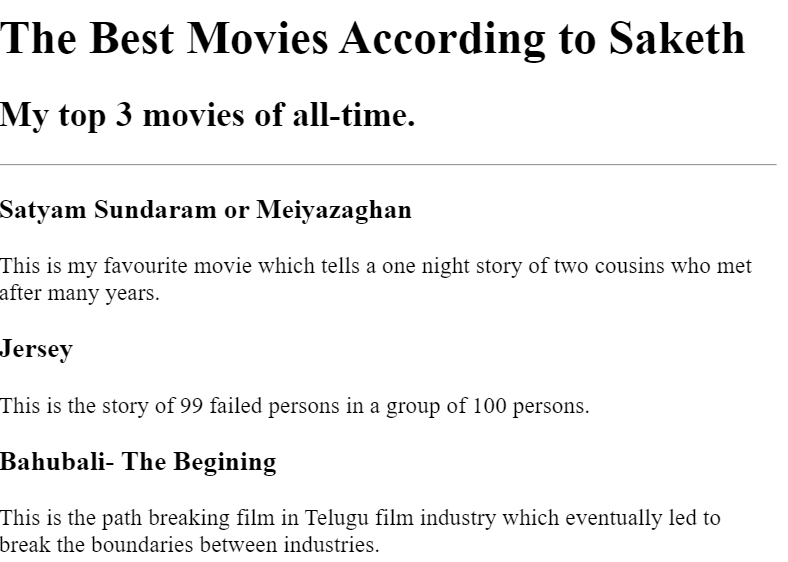 The Best Movies According to Saketh
My top 3 movies of all-time.
Satyam Sundaram or Meiyazaghan
This is my favourite movie which tells a one night story of two cousins who met
after many years.
Jersey
This is the story of 99 failed persons in a group of 100 persons.
Bahubali- The Begining
This is the path breaking film in Telugu film industry which eventually led to
break the boundaries between industries.